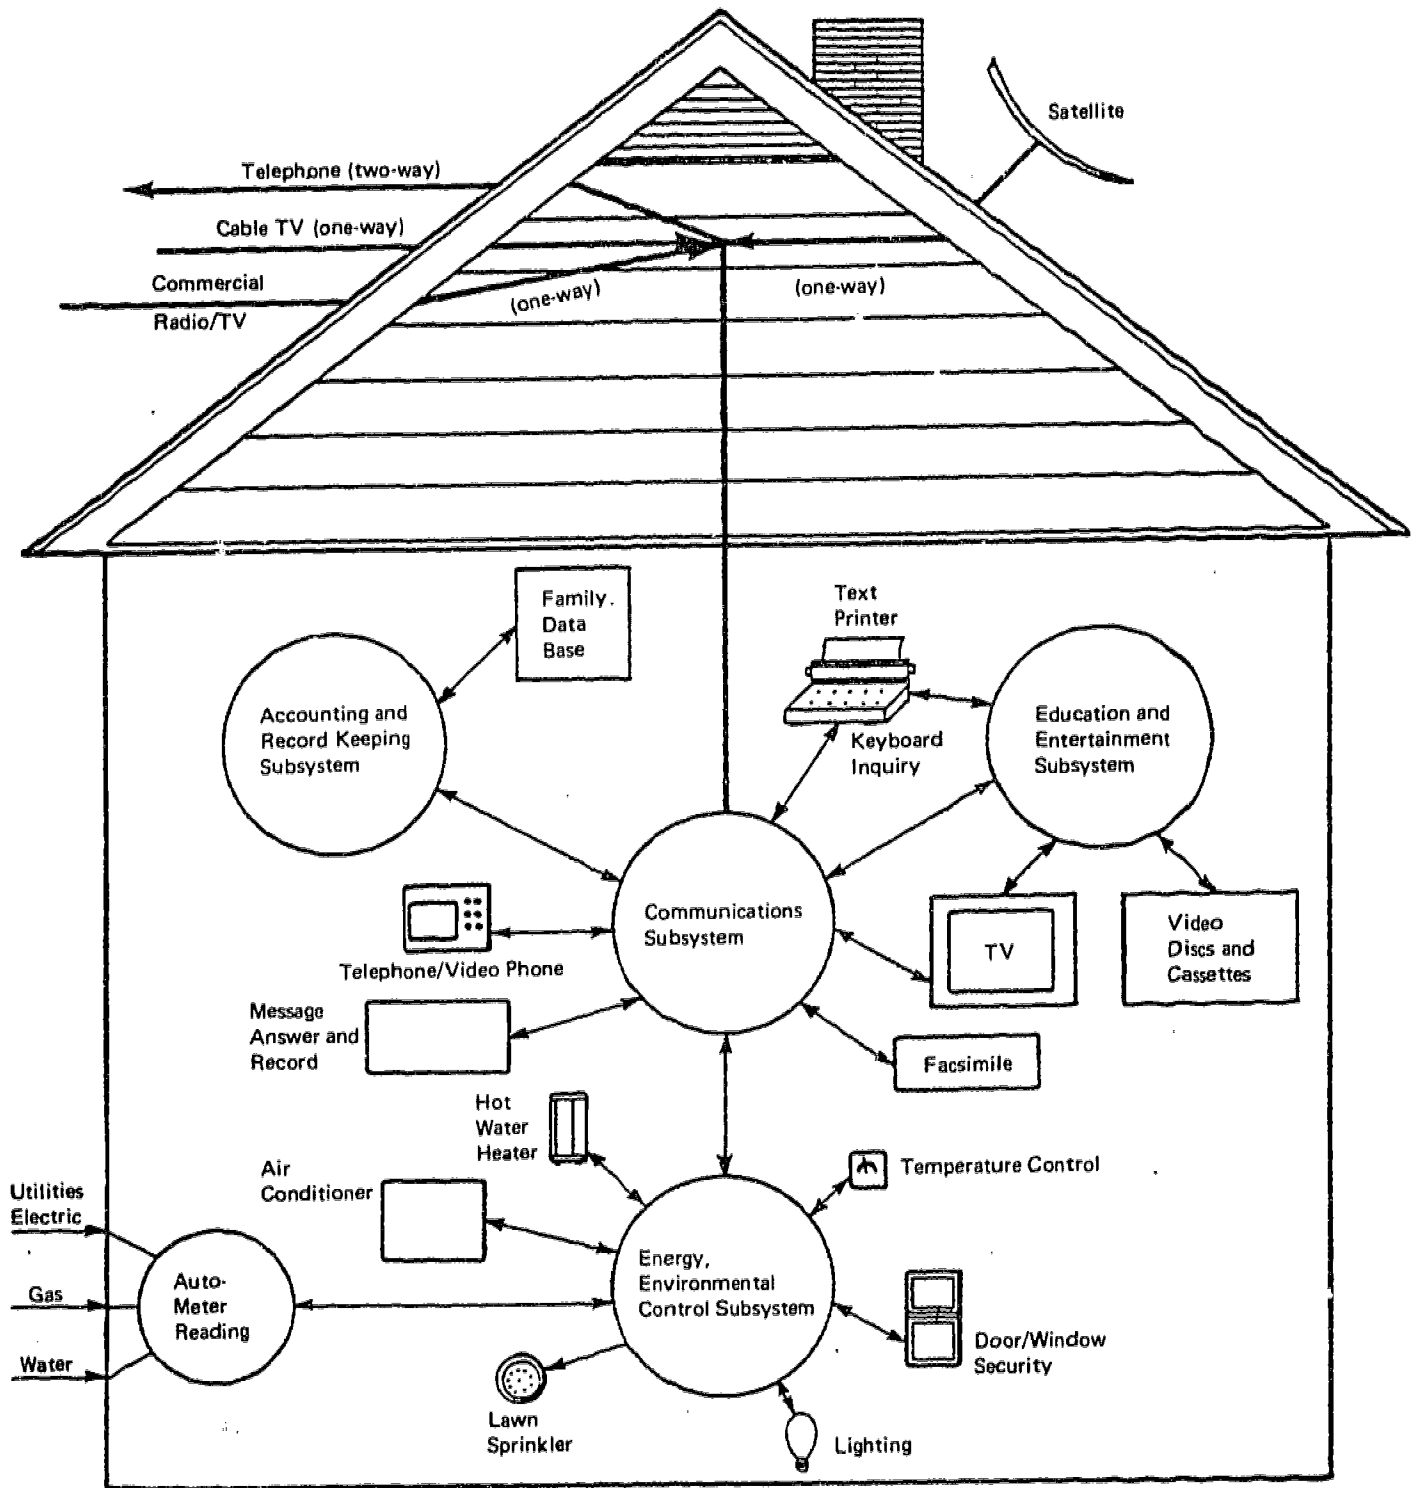 Satellite
Telephone (two-way)
Cable TV (one-way)
Commercial
Radio/TV
(one-way)
(one-way)
Family
Data
Base
Text
Printer
Accounting and
Record Keeping
Subsystem
Keyboard
Inquiry
Education and
Entertainment
Subsystem
Communications
Subsystem
Telephone/Video Phone
TV
Video
Discs and
Cassettes
Message
Answer and
Record
Facsimile
Hot
Water
Heater
Air
Conditioner
Temperature Control
Utilities
Electric
Gas
Water
Auto-
Meter
Reading
Energy,
Environmental
Control Subsystem
Door/Window
Security
Lawn
Sprinkler
Lighting